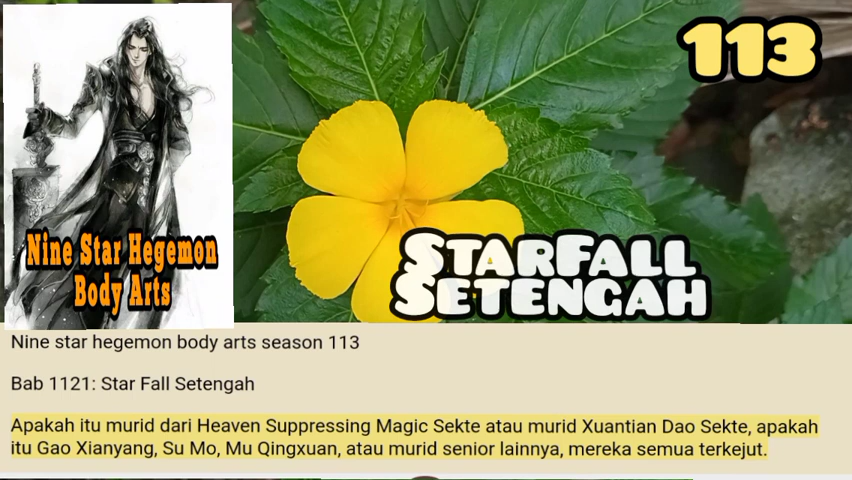 113
Nine Star Hegemon
Body Arts
StarFall
Setengah
Nine star hegemon body arts season 113
Bab 1121: Star Fall Setengah
Apakah itu murid dari Heaven Suppressing Magic Sekte atau murid Xuantian Dao Sekte, apakah
itu Gao Xianyang, Su Mo, Mu Qingxuan, atau murid senior lainnya, mereka semua terkejut.